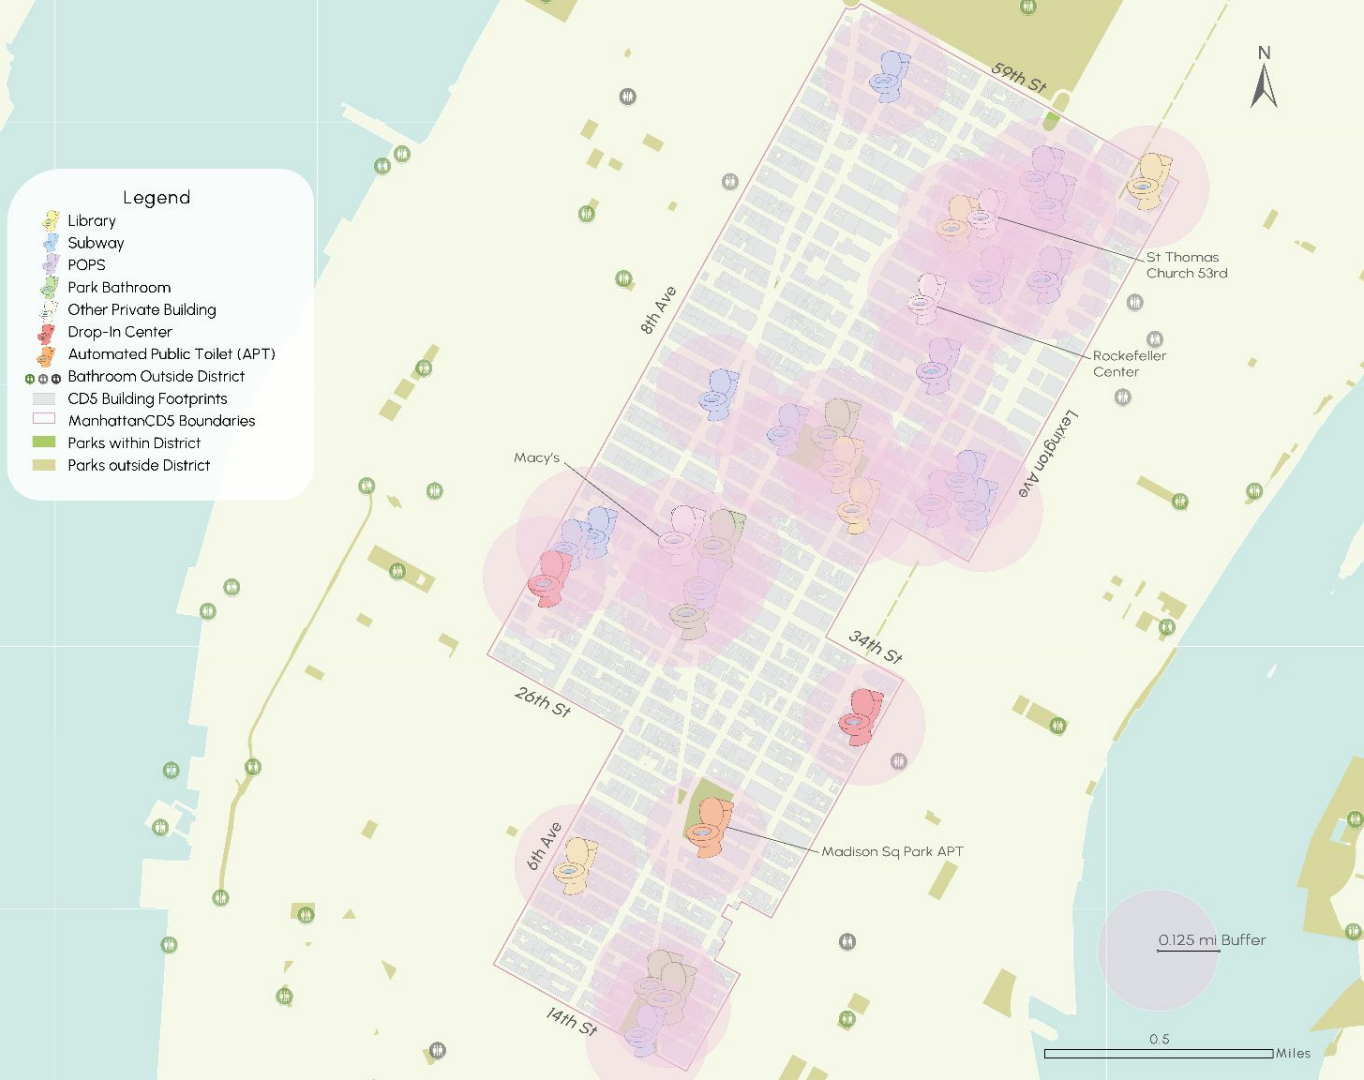 N
59th St
Legend
Library
Subway
POPS
Park Bathroom
Other Private Building
Drop-In Center
Automated Public Toilet (APT)
Bathroom Outside District
CD5 Building Footprints
ManhattanCD5 Boundaries
Parks within District
Parks outside District
St Thomas
Church 53rd
8th Ave
Rockefeller
Center
Lexington Ave
Macy's
34th St
26th St
6th Ave
Madison Sq Park APT
0.125 mi Buffer
14th St
0.5
Miles